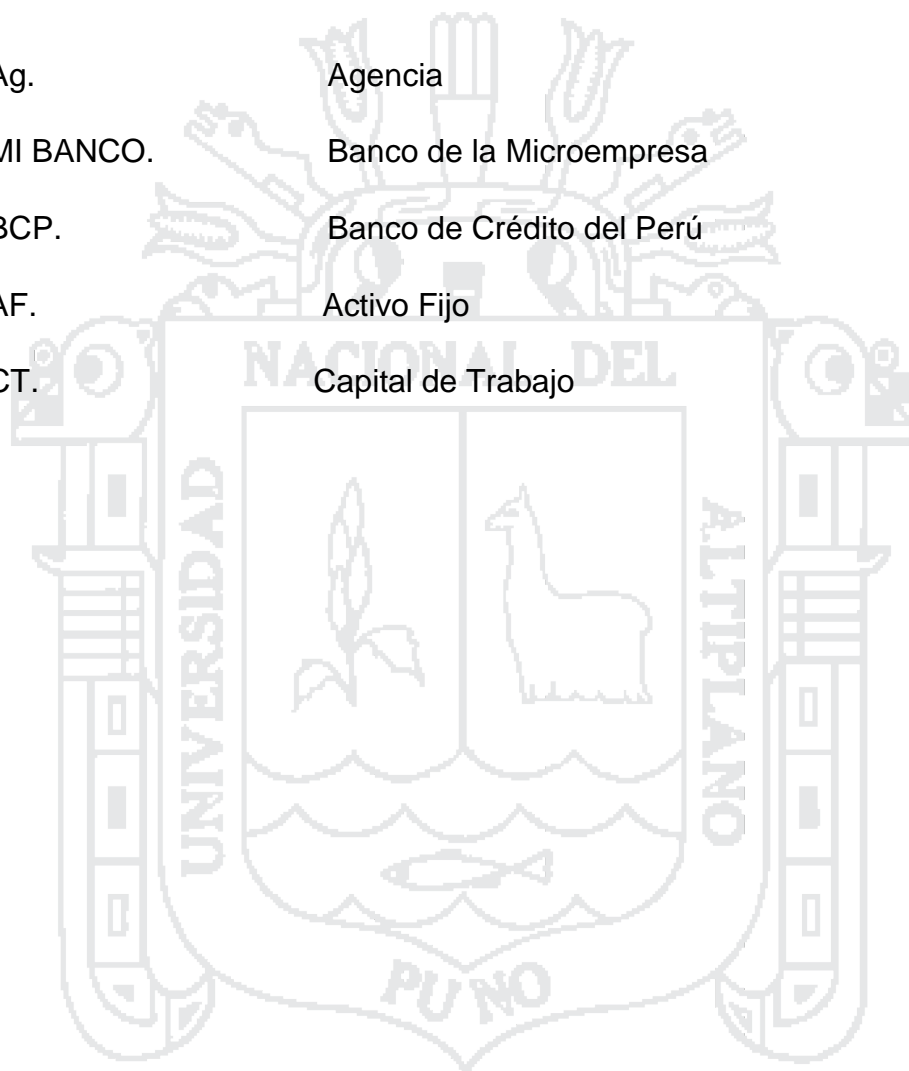 Ag. Agencia
MI BANCO. Banco de la Microempresa
BCP. Banco de Crédito del Perú
AF. Activo Fijo
CT. Capital de Trabajo
NACIONAL DEL
UNIVERSIDAD
ALTIPLANO
PUNO